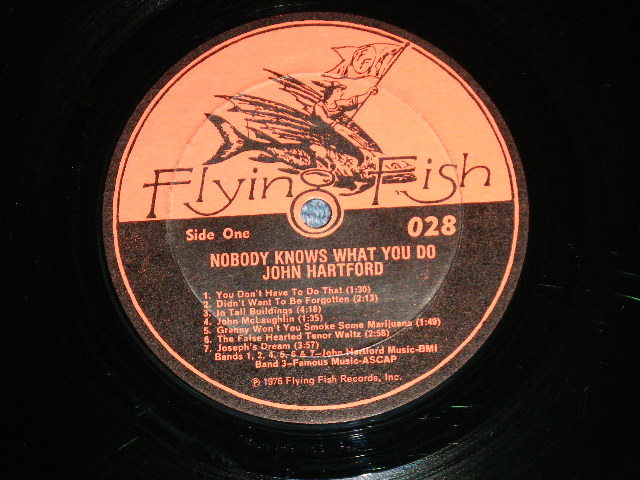 Flying Fish
Side One
028
NOBODY KNOWS WHAT YOU DO
JOHN HARTFORD
1. You Don't Have To Do That (1:30)
2. Didn't Want To Be Forgotten (2:13)
3. In Tall Buildings (4:18)
4. John McLaughlin (1:35)
5. Granny Won't You Smoke Some Marijuana (1:49)
6. The False Hearted Tenor Waltz (2:58)
7. Joseph's Dream (3:57)
Bands 1, 2, 4, 5, 6 & 7—John Hartford Music-BMI
Band 3—Famous Music-ASCAP
℗ 1976 Flying Fish Records, Inc.